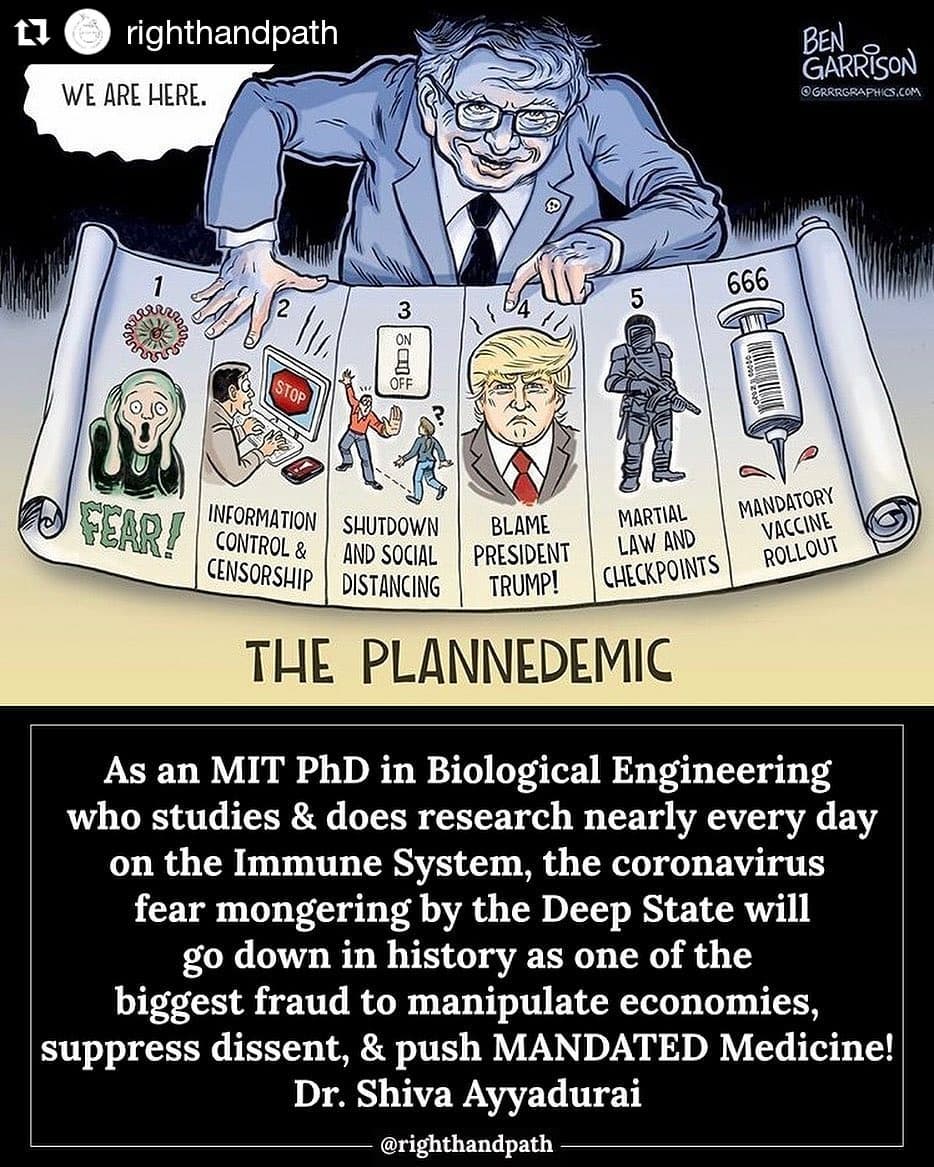 righthandpath
WE ARE HERE.
BEN
GARRISON
©GRRRGRAPHICS.COM
1
2
3
4
5
666
STOP
ON
OFF
?
FEAR!
INFORMATION
CONTROL &
CENSORSHIP
SHUTDOWN
AND SOCIAL
DISTANCING
BLAME
PRESIDENT
TRUMP!
MARTIAL
LAW AND
CHECKPOINTS
MANDATORY
VACCINE
ROLLOUT
THE PLANNEDEMIC
As an MIT PhD in Biological Engineering
who studies & does research nearly every day
on the Immune System, the coronavirus
fear mongering by the Deep State will
go down in history as one of the
biggest fraud to manipulate economies,
suppress dissent, & push MANDATED Medicine!
Dr. Shiva Ayyadurai
@righthandpath